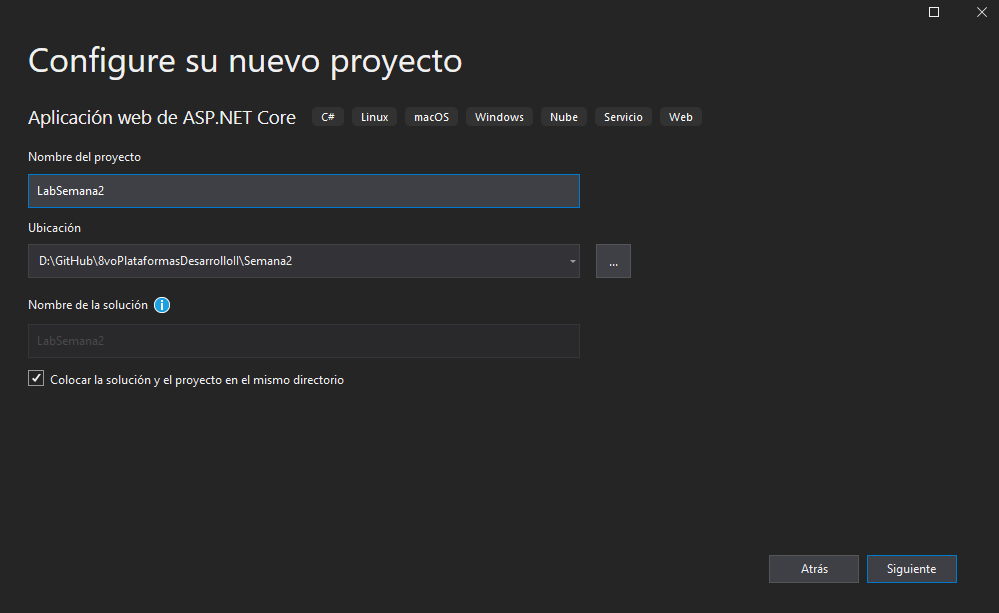 Configure su nuevo proyecto
Aplicación web de ASP.NET Core C# Linux macOS Windows Nube Servicio Web
Nombre del proyecto
LabSemana2
Ubicación
D:\GitHub\8voPlataformasDesarrolloII\Semana2
...
Nombre de la solución i
LabSemana2
Colocar la solución y el proyecto en el mismo directorio
Atrás Siguiente